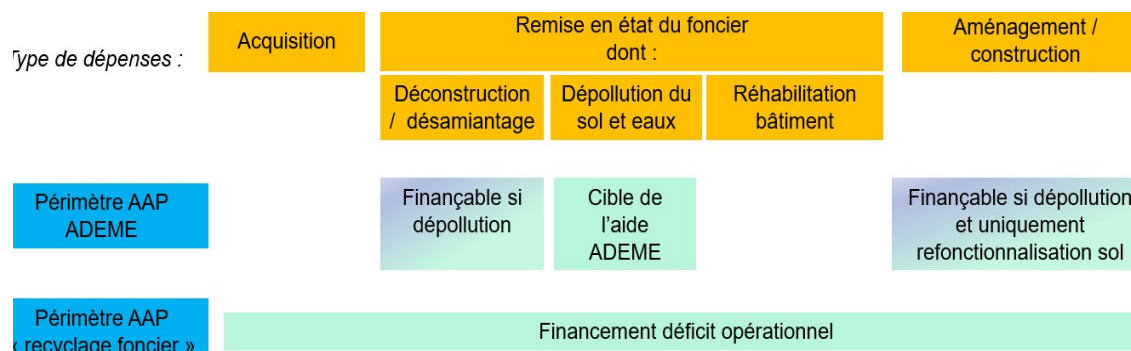 Type de dépenses :
Acquisition
Remise en état du foncier
dont :
Aménagement /
construction
Déconstruction
/ désamiantage
Dépollution du
sol et eaux
Réhabilitation
bâtiment
Périmètre AAP
ADEME
Finançable si
dépollution
Cible de
l'aide
ADEME
Finançable si dépollution
et uniquement
refonctionnalisation sol
Périmètre AAP
« recyclage foncier »
Financement déficit opérationnel